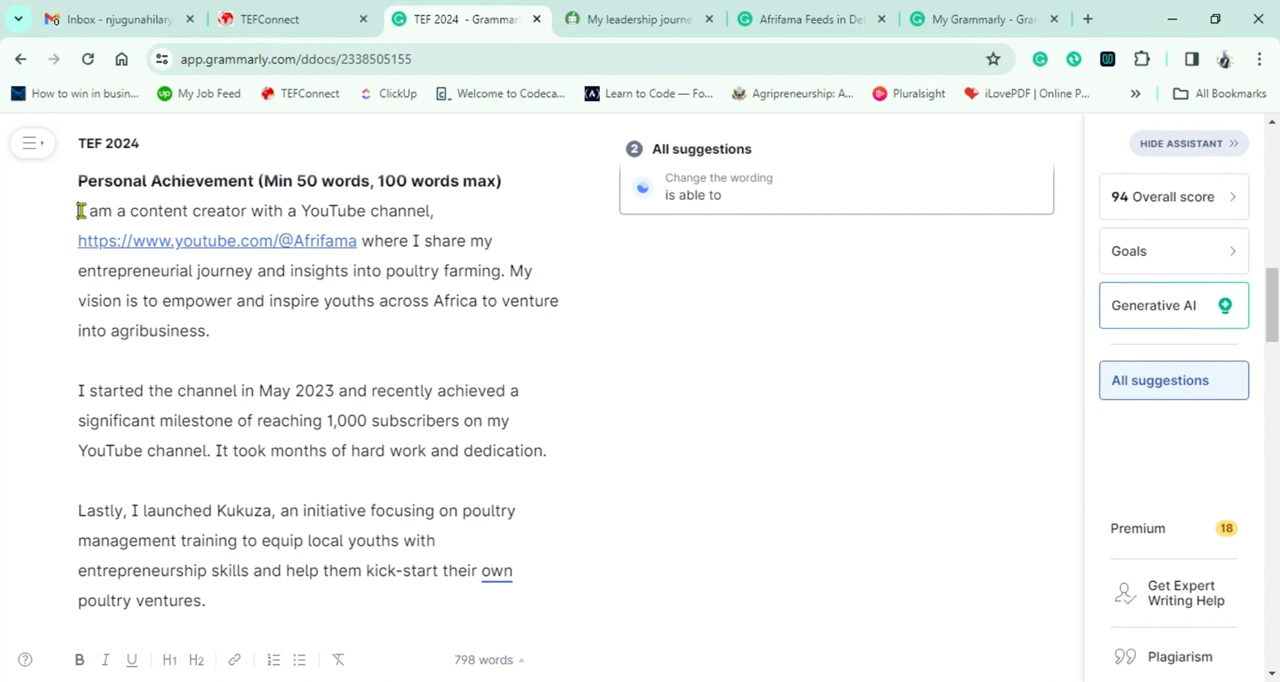 Inbox - njugunahilary
TEFConnect
TEF 2024 - Grammarl
My leadership journe
Afrifama Feeds in De
My Grammarly - Gra
app.grammarly.com/ddocs/2338505155
How to win in busin...
My Job Feed
TEFConnect
ClickUp
Welcome to Codeca...
Learn to Code — Fo...
Agripreneurship: A...
Pluralsight
iLovePDF | Online P...
All Bookmarks
TEF 2024
Personal Achievement (Min 50 words, 100 words max)
I am a content creator with a YouTube channel,
https://www.youtube.com/@Afrifama where I share my
entrepreneurial journey and insights into poultry farming. My
vision is to empower and inspire youths across Africa to venture
into agribusiness.
I started the channel in May 2023 and recently achieved a
significant milestone of reaching 1,000 subscribers on my
YouTube channel. It took months of hard work and dedication.
Lastly, I launched Kukuza, an initiative focusing on poultry
management training to equip local youths with
entrepreneurship skills and help them kick-start their own
poultry ventures.
B I U H1 H2
798 words
2 All suggestions
Change the wording
is able to
HIDE ASSISTANT
94 Overall score
Goals
Generative AI
All suggestions
Premium 18
Get Expert
Writing Help
Plagiarism